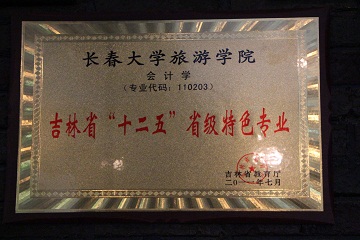 长春大学旅游学院
会计学
（专业代码：110203）
吉林省“十二五”省级特色专业
吉林省教育厅
二〇一一年七月